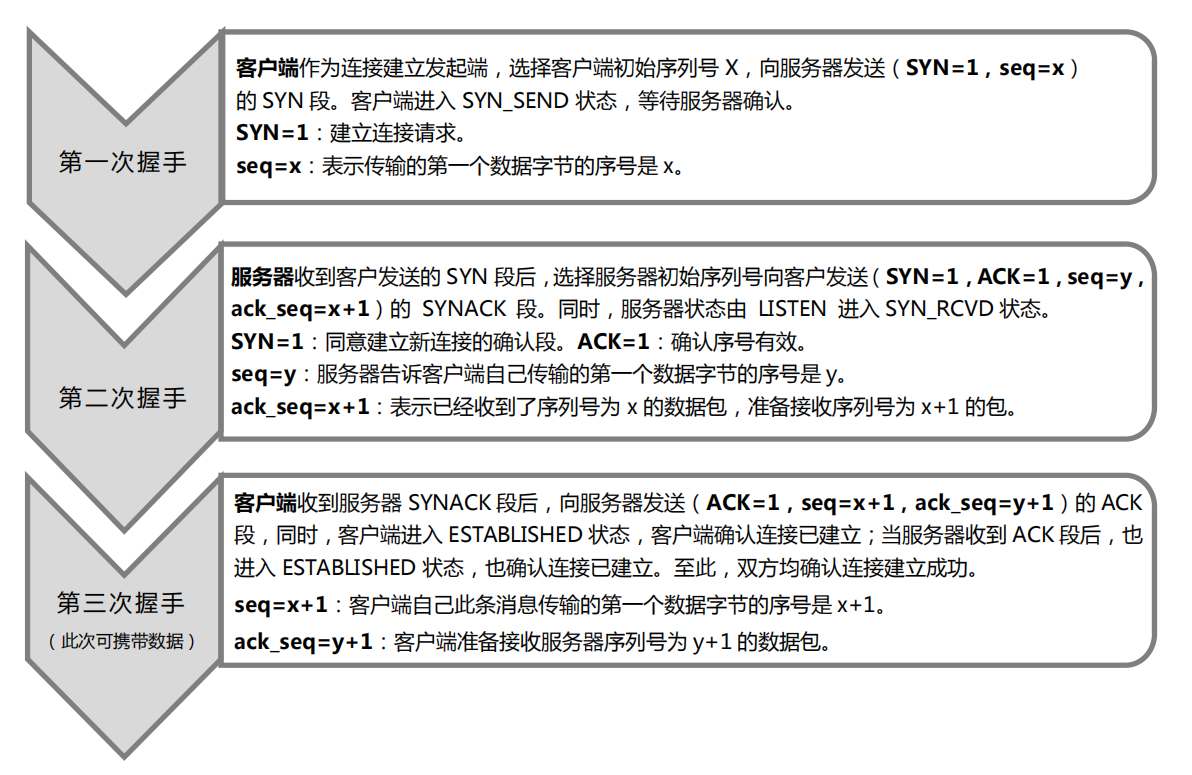 第一次握手
客户端作为连接建立发起端，选择客户端初始序列号 X，向服务器发送（SYN=1，seq=x）
的 SYN 段。客户端进入 SYN_SEND 状态，等待服务器确认。
SYN=1：建立连接请求。
seq=x：表示传输的第一个数据字节的序号是 x。
第二次握手
服务器收到客户发送的 SYN 段后，选择服务器初始序列号向客户发送（SYN=1，ACK=1，seq=y，
ack_seq=x+1）的 SYNACK 段。同时，服务器状态由 LISTEN 进入 SYN_RCVD 状态。
SYN=1：同意建立新连接的确认段。ACK=1：确认序号有效。
seq=y：服务器告诉客户端自己传输的第一个数据字节的序号是 y。
ack_seq=x+1：表示已经收到了序列号为 x 的数据包，准备接收序列号为 x+1 的包。
第三次握手
（此次可携带数据）
客户端收到服务器 SYNACK 段后，向服务器发送（ACK=1，seq=x+1，ack_seq=y+1）的 ACK
段，同时，客户端进入 ESTABLISHED 状态，客户端确认连接已建立；当服务器收到 ACK 段后，也
进入 ESTABLISHED 状态，也确认连接已建立。至此，双方均确认连接建立成功。
seq=x+1：客户端自己此条消息传输的第一个数据字节的序号是 x+1。
ack_seq=y+1：客户端准备接收服务器序列号为 y+1 的数据包。